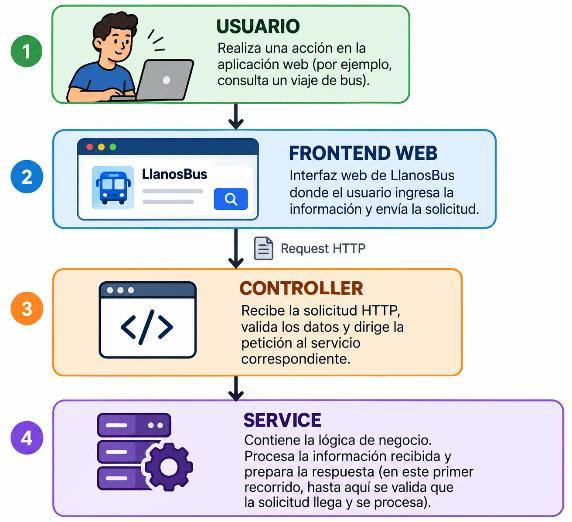 1
USUARIO
Realiza una acción en la
aplicación web (por ejemplo,
consulta un viaje de bus).
2
LlanosBus
FRONTEND WEB
Interfaz web de LlanosBus
donde el usuario ingresa la
información y envía la solicitud.
Request HTTP
3
</>
CONTROLLER
Recibe la solicitud HTTP,
valida los datos y dirige la
petición al servicio
correspondiente.
4
SERVICE
Contiene la lógica de negocio.
Procesa la información recibida y
prepara la respuesta (en este primer
recorrido, hasta aquí se valida que
la solicitud llega y se procesa).